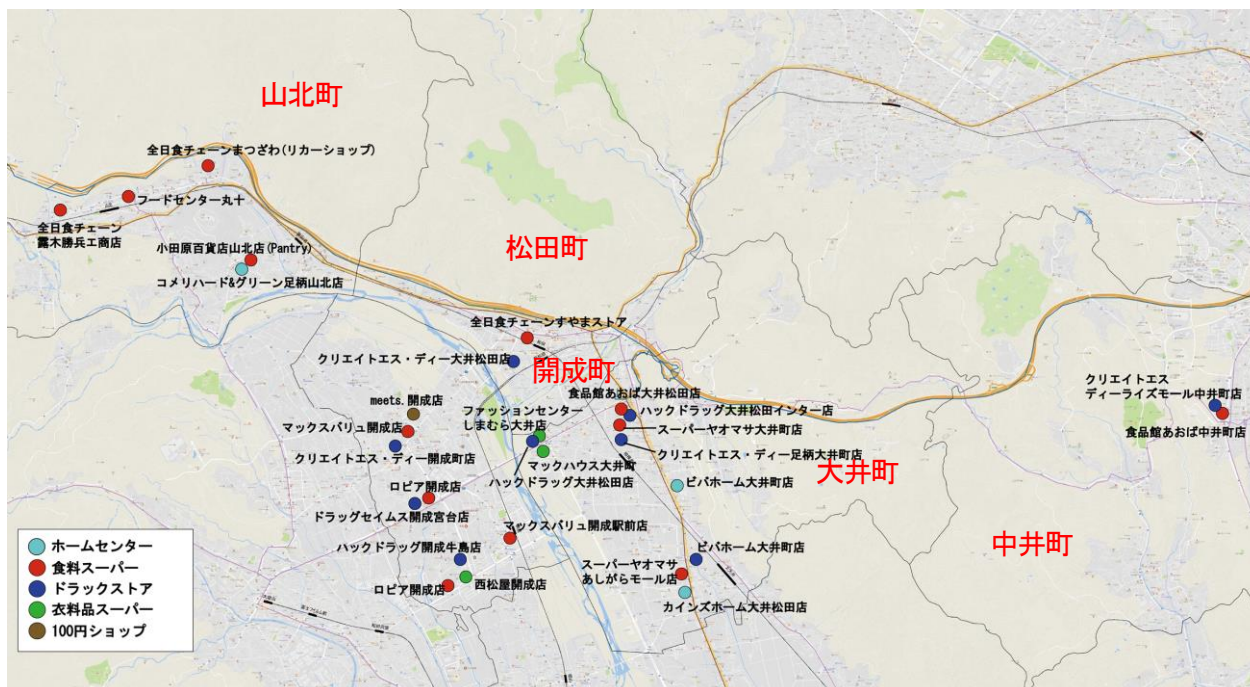 山北町
全日食チェーンまつざわ(リカーショップ)
フードセンター丸十
全日食チェーン
露木勝兵工商店
小田原百貨店山北店(Pantry)
コメリハード&グリーン足柄山北店
松田町
全日食チェーンすやまストア
クリエイトエス・ディー大井松田店
開成町
食品館あおば大井松田店
ハックドラッグ大井松田インター店
スーパーヤオマサ大井町店
クリエイトエス・ディー足柄大井町店
meets.開成店
マックスバリュ開成店
クリエイトエス・ディー開成町店
ファッションセンター
しまむら大井店
マックハウス大井町
ハックドラッグ大井松田店
クリエイトエス
ディーライズモール中井町店
食品館あおば中井町店
大井町
ビバホーム大井町店
中井町
ロピア開成店
ドラッグセイムス開成宮台店
マックスバリュ開成駅前店
ハックドラッグ開成牛島店
西松屋開成店
ロピア開成店
ビバホーム大井町店
スーパーヤオマサ
あしがらモール店
カインズホーム大井松田店
ホームセンター
食料スーパー
ドラックストア
衣料品スーパー
100円ショップ